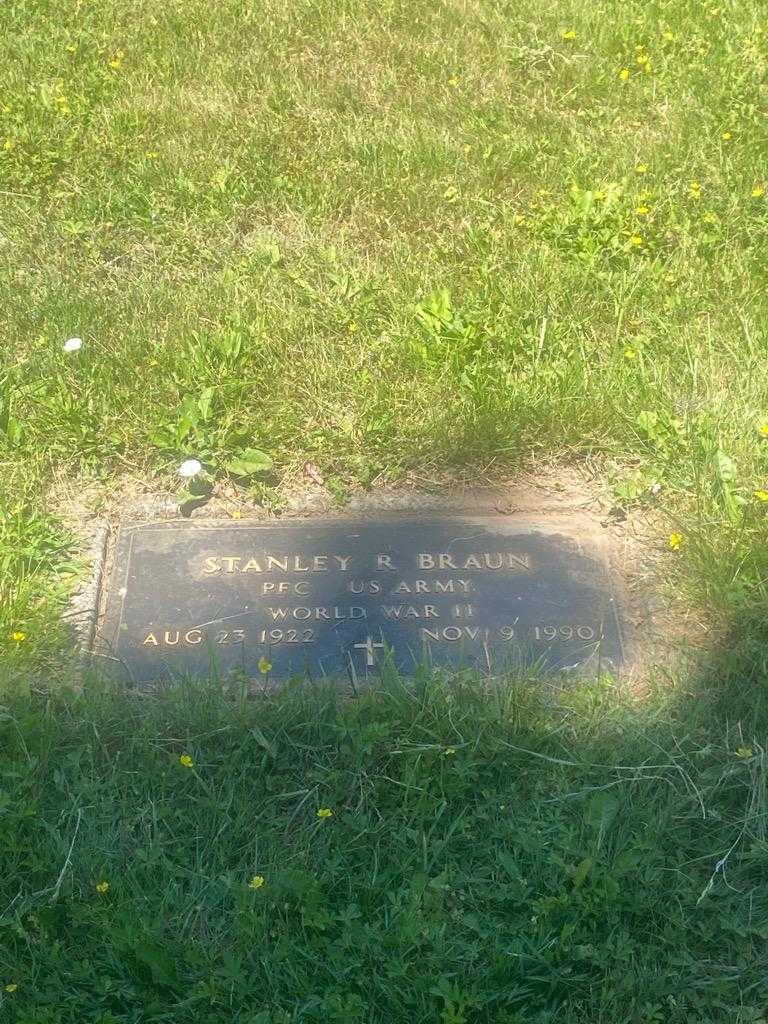 STANLEY R BRAUN
PFC US ARMY
WORLD WAR II
AUG 23 1922 NOV 9 1990